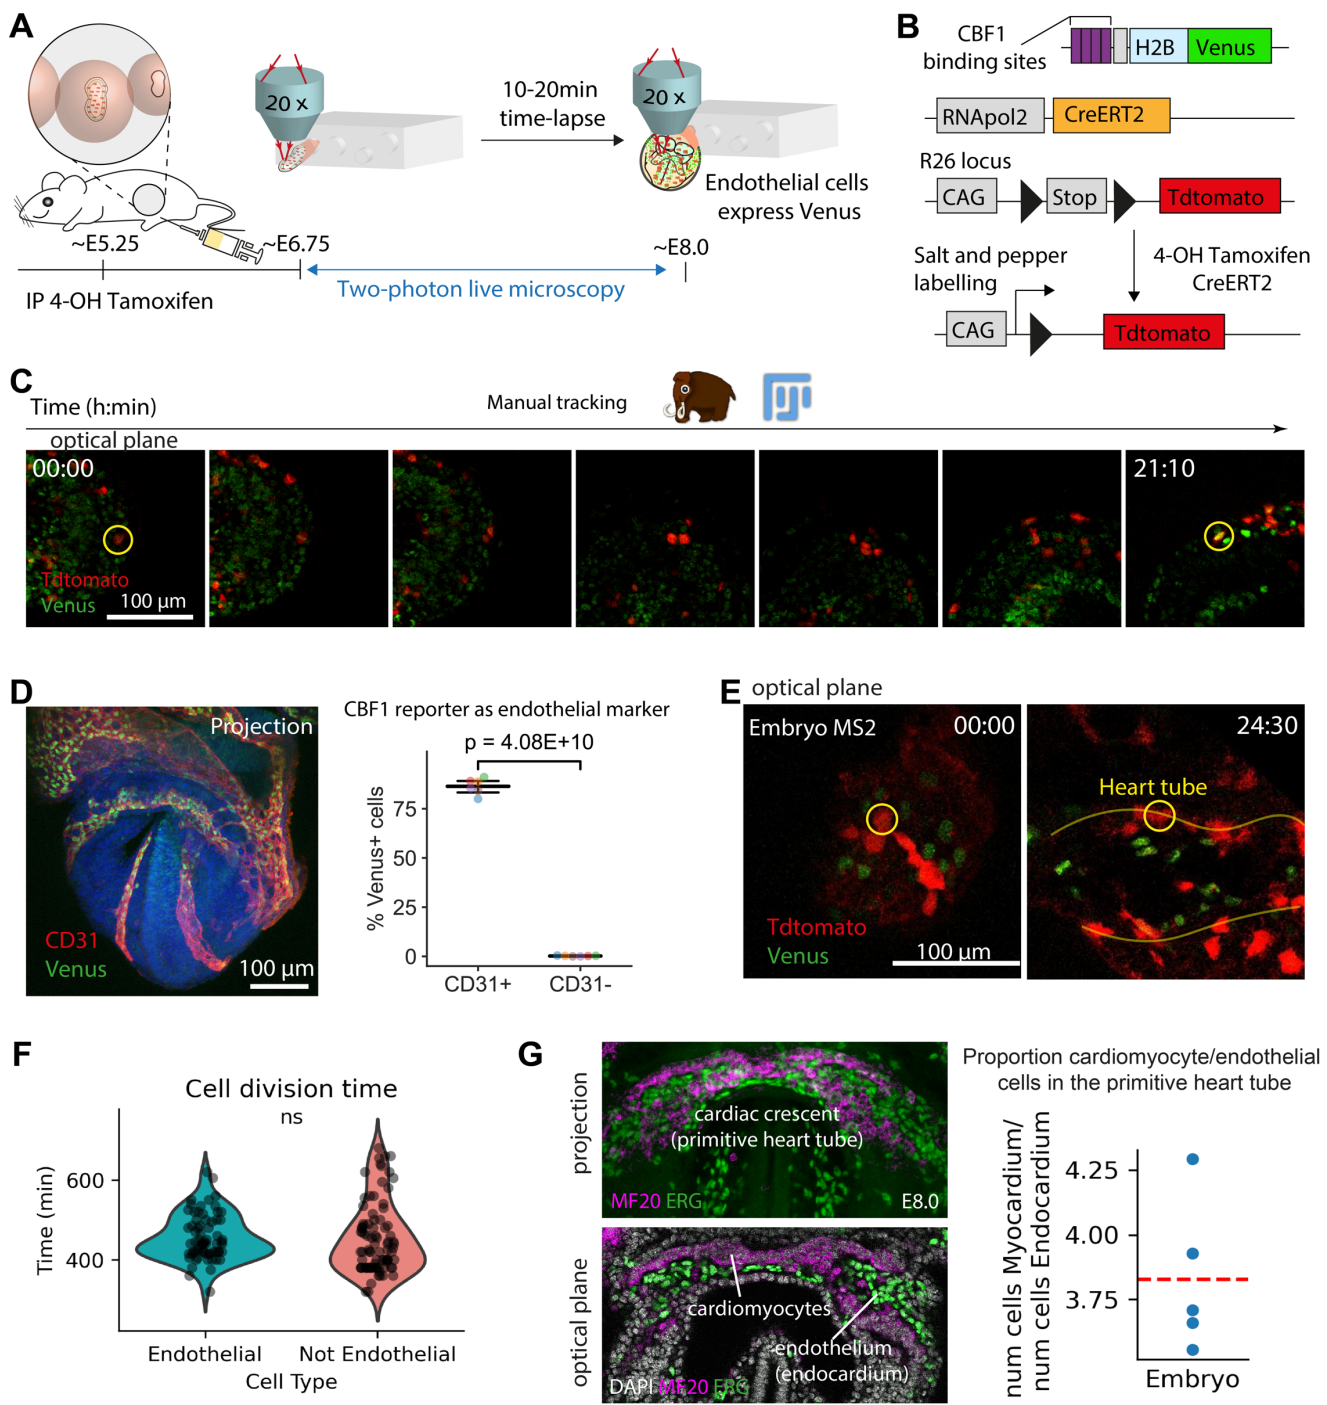 A
20 x
10-20min
time-lapse
20 x
Endothelial cells
express Venus
~E5.25
~E6.75
~E8.0
IP 4-OH Tamoxifen
Two-photon live microscopy
B
CBF1
binding sites
H2B
Venus
RNApol2
CreERT2
R26 locus
CAG
Stop
Tdtomato
Salt and pepper
labelling
4-OH Tamoxifen
CreERT2
CAG
Tdtomato
C
Time (h:min)
Manual tracking
optical plane
00:00
21:10
Tdtomato
Venus
100 µm
D
Projection
CD31
Venus
100 µm
CBF1 reporter as endothelial marker
p = 4.08E+10
% Venus+ cells
75
50
25
0
CD31+
CD31-
E
optical plane
Embryo MS2
00:00
24:30
Heart tube
Tdtomato
Venus
100 µm
F
Cell division time
ns
Time (min)
600
400
Endothelial
Not Endothelial
Cell Type
G
projection
cardiac crescent
(primitive heart tube)
MF20 ERG
E8.0
optical plane
cardiomyocytes
endothelium
(endocardium)
DAPI MF20 ERG
Proportion cardiomyocyte/endothelial
cells in the primitive heart tube
num cells Myocardium/
num cells Endocardium
4.25
4.00
3.75
Embryo